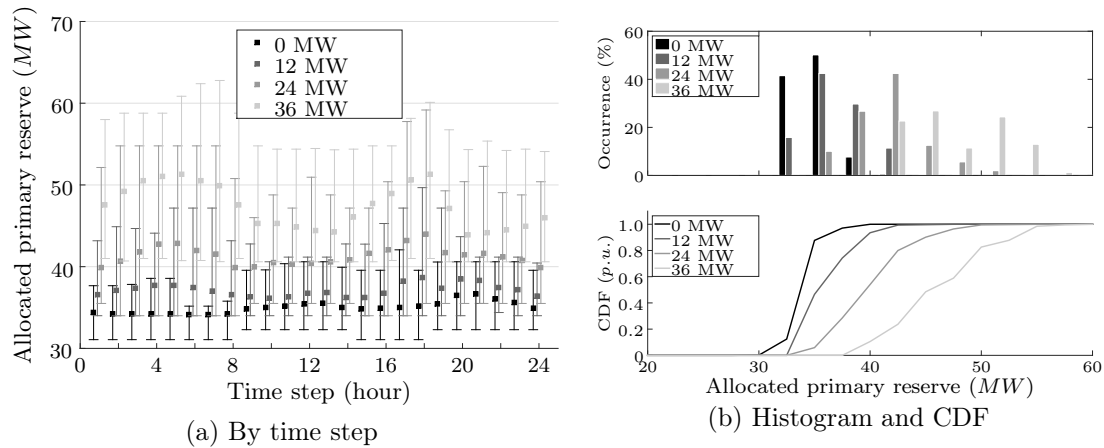 70
60
50
40
30
Allocated primary reserve (MW)
0 MW
12 MW
24 MW
36 MW
0 4 8 12 16 20 24
Time step (hour)
(a) By time step
60
40
20
0
Occurrence (%)
0 MW
12 MW
24 MW
36 MW
1.0
0.8
0.6
0.4
0.2
0
CDF (p.u.)
0 MW
12 MW
24 MW
36 MW
20 30 40 50 60
Allocated primary reserve (MW)
(b) Histogram and CDF